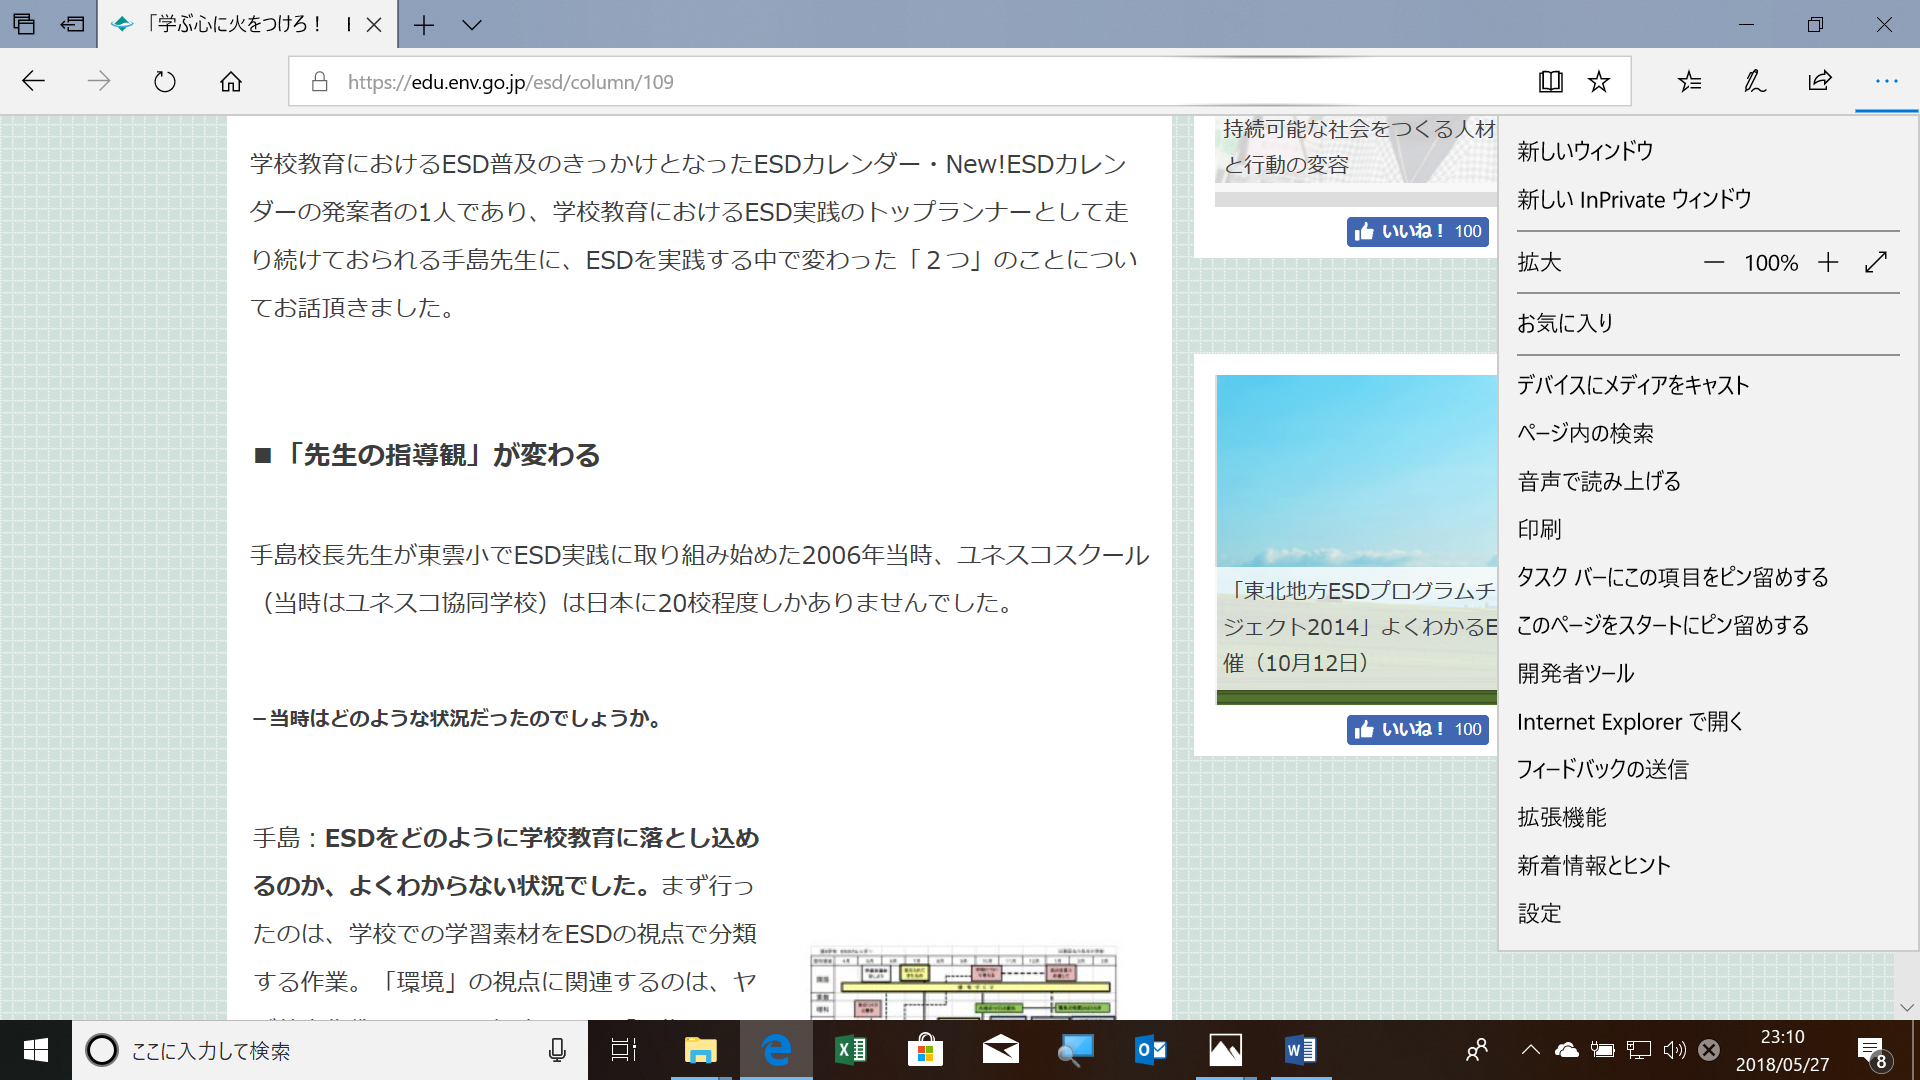 「学ぶ心に火をつけろ！
https://edu.env.go.jp/esd/column/109
学校教育におけるESD普及のきっかけとなったESDカレンダー・New!ESDカレン
ダーの発案者の1人であり、学校教育におけるESD実践のトップランナーとして走
り続けておられる手島先生に、ESDを実践する中で変わった「２つ」のことについ
てお話頂きました。
■「先生の指導観」が変わる
手島校長先生が東雲小でESD実践に取り組み始めた2006年当時、ユネスコスクール
（当時はユネスコ協同学校）は日本に20校程度しかありませんでした。
－当時はどのような状況だったのでしょうか。
手島：ESDをどのように学校教育に落とし込め
るのか、よくわからない状況でした。まず行っ
たのは、学校での学習素材をESDの視点で分類
する作業。「環境」の視点に関連するのは、ヤ
持続可能な社会をつくる人材
と行動の変容
いいね！ 100
「東北地方ESDプログラムチ
ジェクト2014」よくわかるE
催（10月12日）
いいね！ 100
新しいウィンドウ
新しい InPrivate ウィンドウ
拡大 － 100% ＋
お気に入り
デバイスにメディアをキャスト
ページ内の検索
音声で読み上げる
印刷
タスク バーにこの項目をピン留めする
このページをスタートにピン留めする
開発者ツール
Internet Explorer で開く
フィードバックの送信
拡張機能
新着情報とヒント
設定
ここに入力して検索
23:10
2018/05/27
8